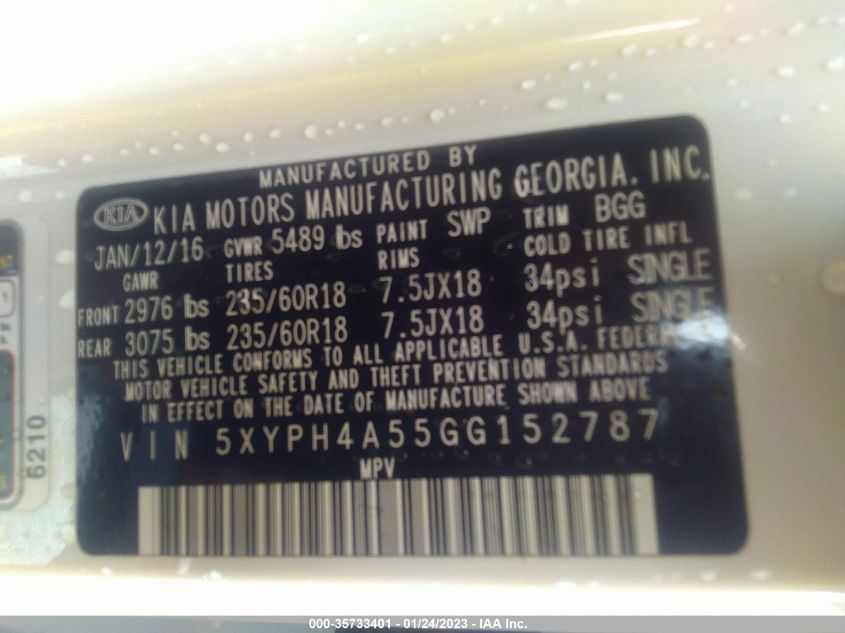 MANUFACTURED BY
KIA KIA MOTORS MANUFACTURING GEORGIA, INC.
JAN/12/16 GVWR 5489 lbs PAINT SWP TRIM BGG
GAWR TIRES RIMS COLD TIRE INFL
FRONT 2976 lbs 235/60R18 7.5JX18 34psi SINGLE
REAR 3075 lbs 235/60R18 7.5JX18 34psi SINGLE
THIS VEHICLE CONFORMS TO ALL APPLICABLE U.S.A. FEDERAL
MOTOR VEHICLE SAFETY AND THEFT PREVENTION STANDARDS
IN EFFECT ON THE DATE OF MANUFACTURE SHOWN ABOVE
VIN 5XYPH4A55GG152787
MPV
6210
000-35733401 - 01/24/2023 - IAA Inc.